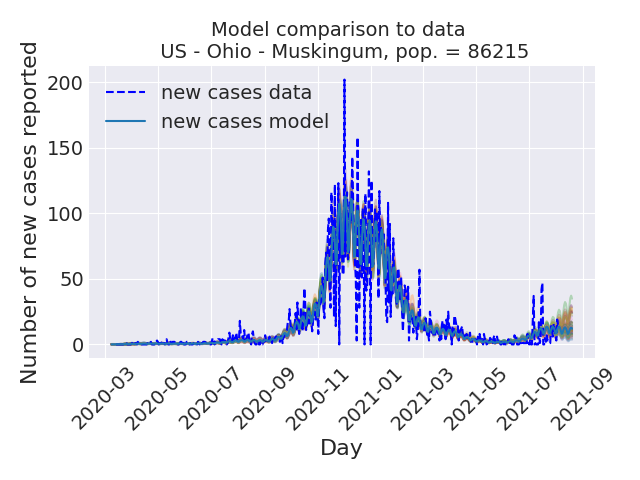 Model comparison to data
US - Ohio - Muskingum, pop. = 86215
Number of new cases reported
200
150
100
50
0
new cases data
new cases model
2020-03
2020-05
2020-07
2020-09
2020-11
2021-01
2021-03
2021-05
2021-07
2021-09
Day